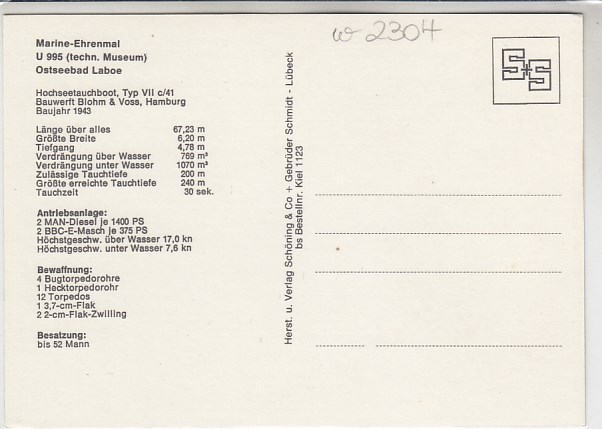 w 2304
Marine-Ehrenmal
U 995 (techn. Museum)
Ostseebad Laboe
Hochseetauchboot, Typ VII c/41
Bauwerft Blohm & Voss, Hamburg
Baujahr 1943
Länge über alles 67,23 m
Größte Breite 6,20 m
Tiefgang 4,78 m
Verdrängung über Wasser 769 m³
Verdrängung unter Wasser 1070 m³
Zulässige Tauchtiefe 200 m
Größte erreichte Tauchtiefe 240 m
Tauchzeit 30 sek.
Antriebsanlage:
2 MAN-Diesel je 1400 PS
2 BBC-E-Masch je 375 PS
Höchstgeschw. über Wasser 17,0 kn
Höchstgeschw. unter Wasser 7,6 kn
Bewaffnung:
4 Bugtorpedorohre
1 Hecktorpedorohr
12 Torpedos
1 3,7-cm-Flak
2 2-cm-Flak-Zwilling
Besatzung:
bis 52 Mann
Herst. u. Verlag Schöning & Co + Gebrüder Schmidt - Lübeck
bs Bestellnr. Kiel 1123
S+S